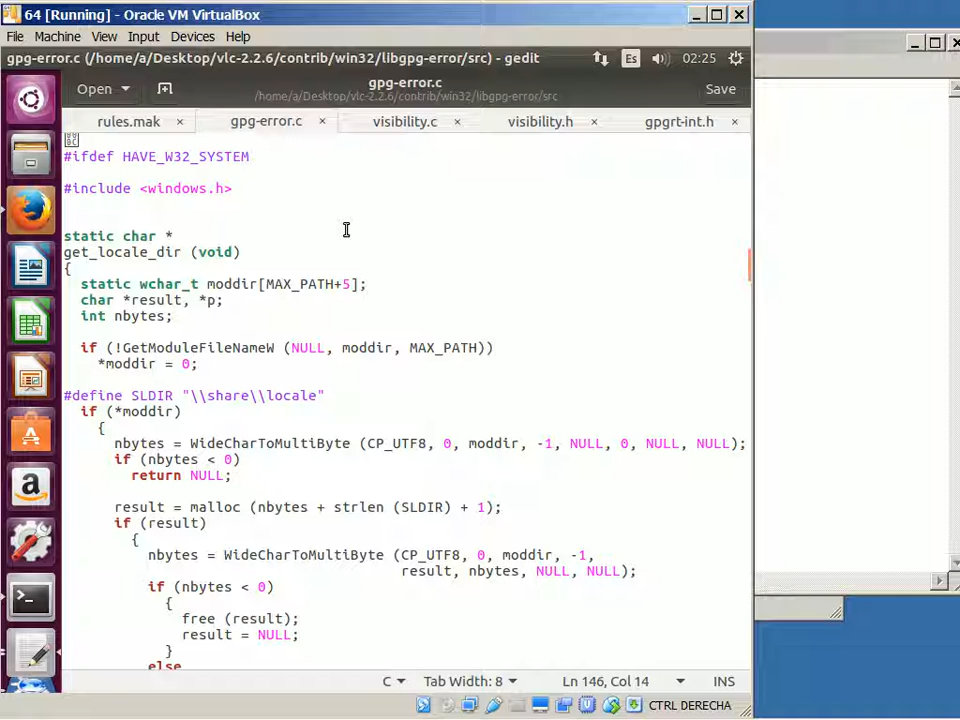 64 [Running] - Oracle VM VirtualBox
File Machine View Input Devices Help
gpg-error.c (/home/a/Desktop/vlc-2.2.6/contrib/win32/libgpg-error/src) - gedit
Es
02:25
Open
gpg-error.c
/home/a/Desktop/vlc-2.2.6/contrib/win32/libgpg-error/src
Save
rules.mak × gpg-error.c × visibility.c × visibility.h × gpgrt-int.h ×
#ifdef HAVE_W32_SYSTEM
#include <windows.h>
static char *
get_locale_dir (void)
{
static wchar_t moddir[MAX_PATH+5];
char *result, *p;
int nbytes;
if (!GetModuleFileNameW (NULL, moddir, MAX_PATH))
*moddir = 0;
#define SLDIR "\\share\\locale"
if (*moddir)
{
nbytes = WideCharToMultiByte (CP_UTF8, 0, moddir, -1, NULL, 0, NULL, NULL);
if (nbytes < 0)
return NULL;
result = malloc (nbytes + strlen (SLDIR) + 1);
if (result)
{
nbytes = WideCharToMultiByte (CP_UTF8, 0, moddir, -1,
result, nbytes, NULL, NULL);
if (nbytes < 0)
{
free (result);
result = NULL;
}
else
C Tab Width: 8 Ln 146, Col 14 INS
CTRL DERECHA